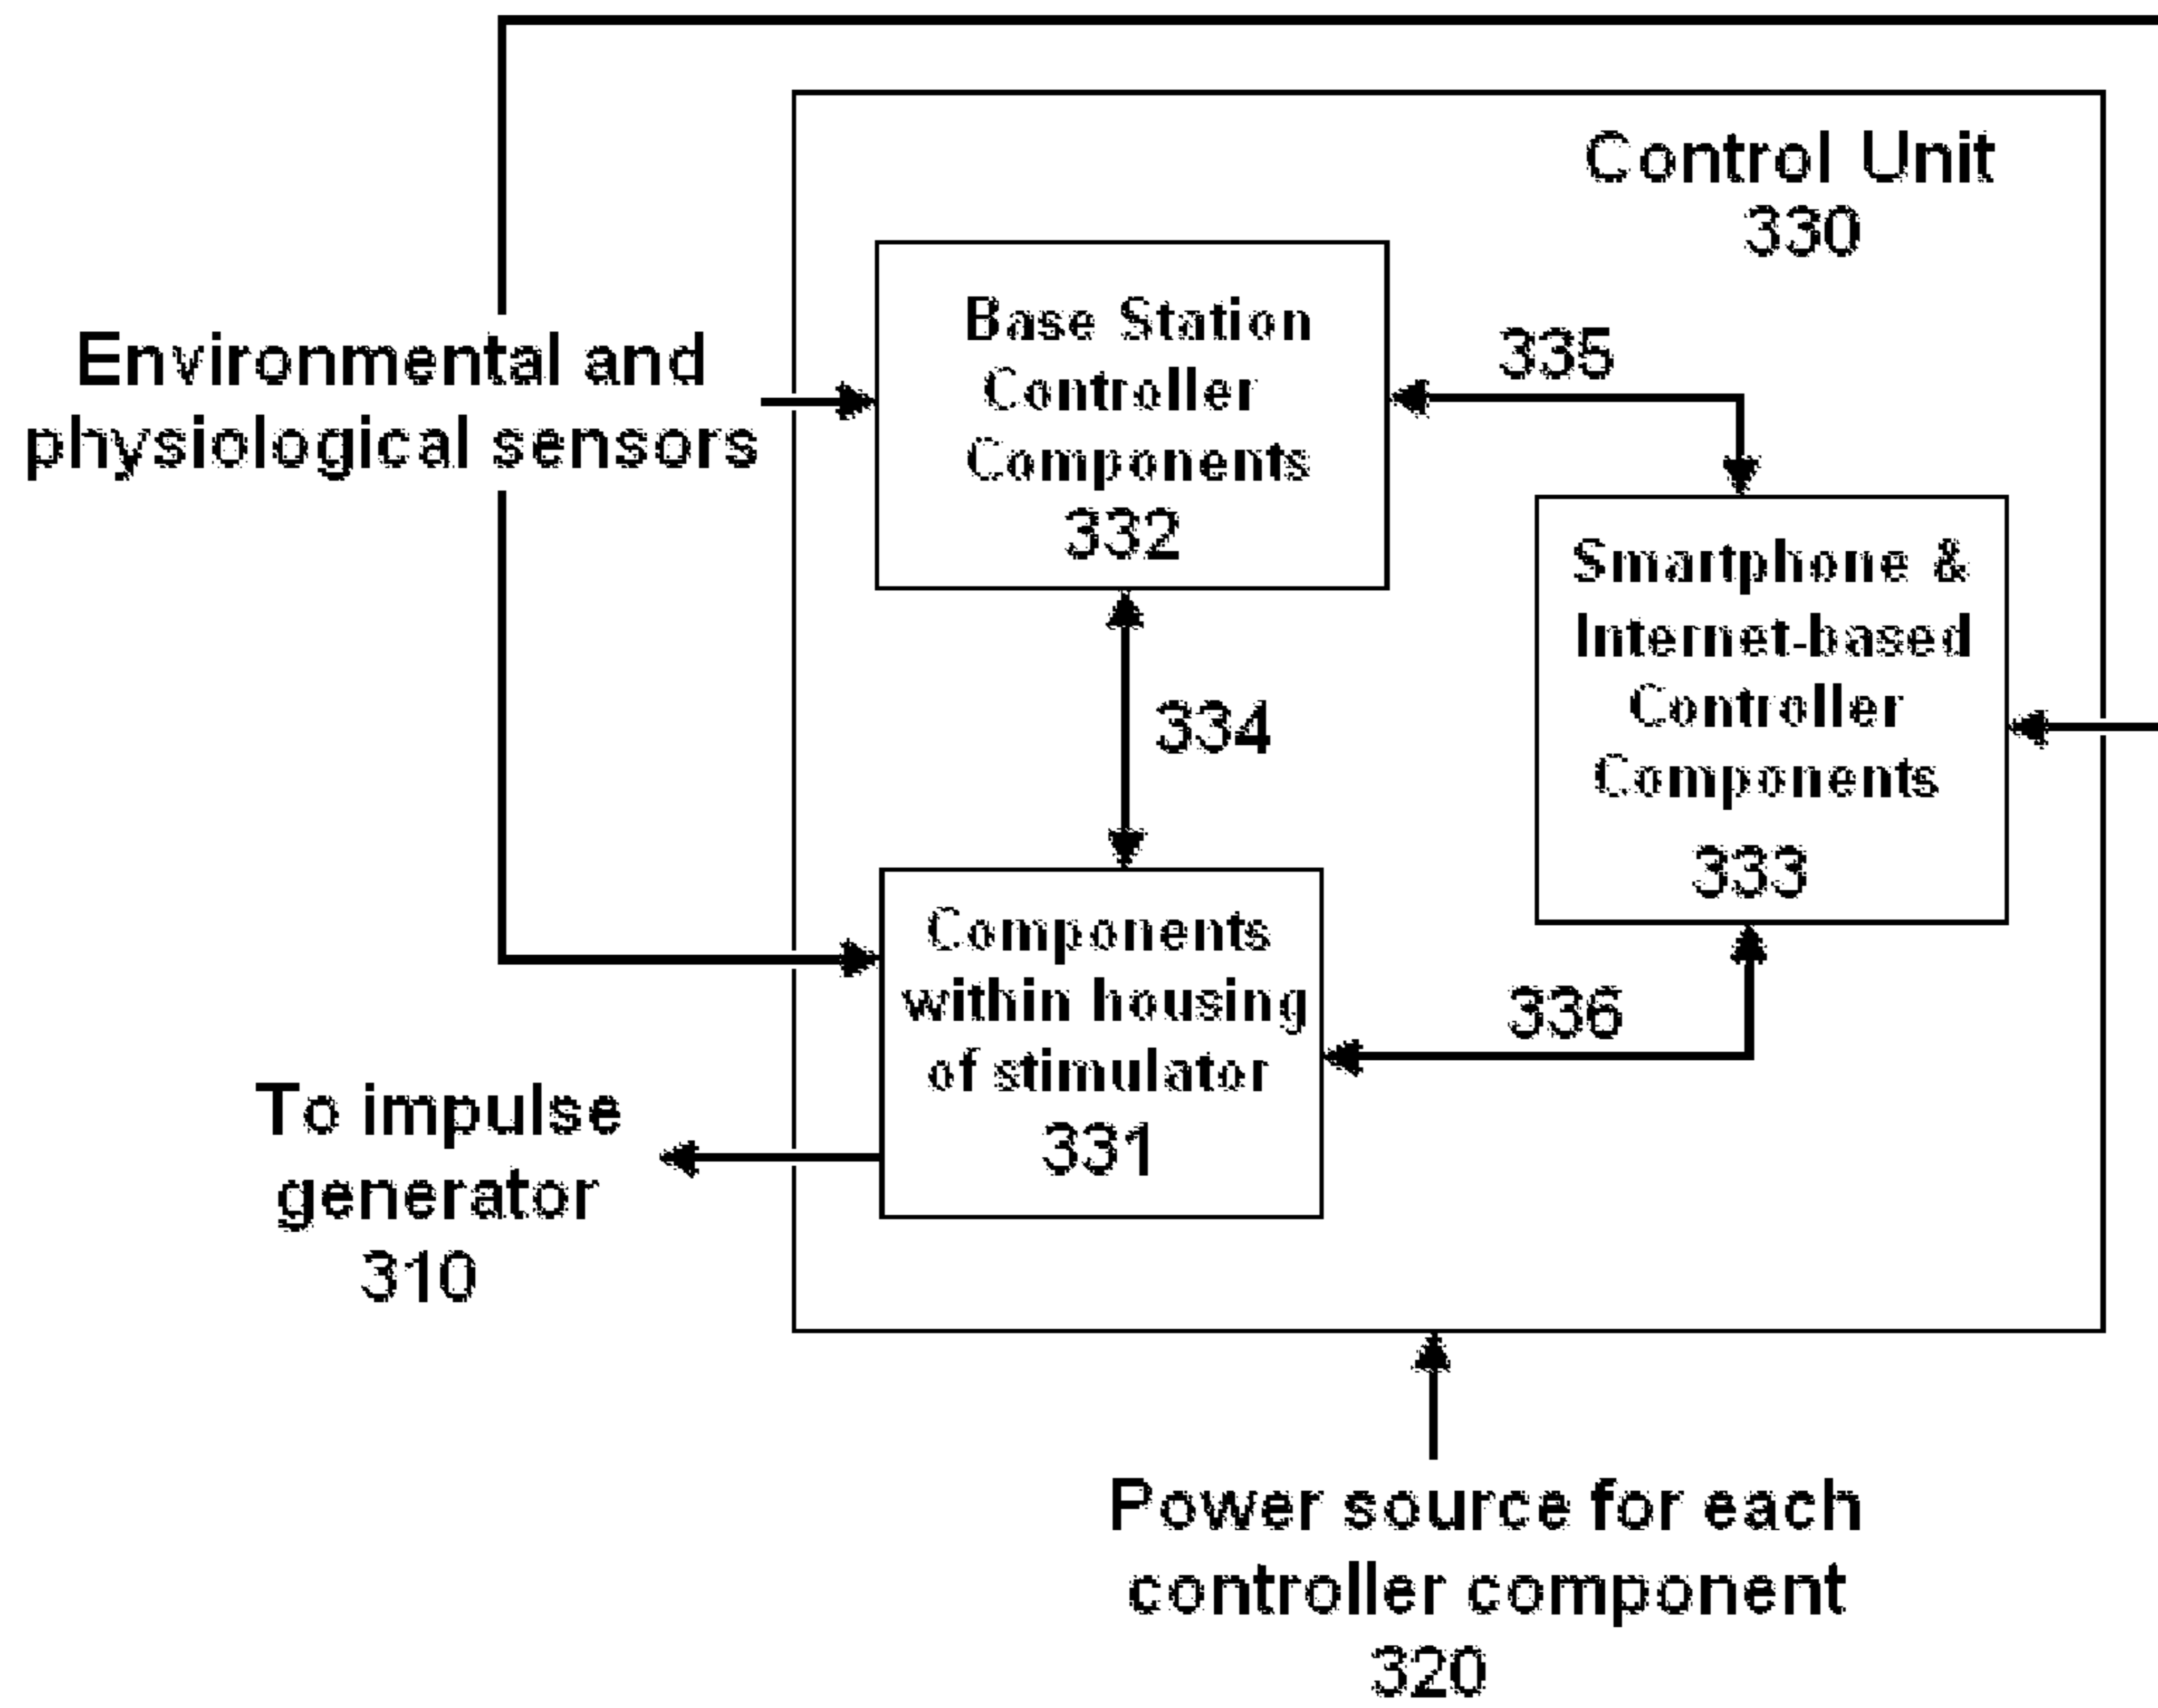 Control Unit
330
Base Station
Controller
Components
332
335
Environmental and
physiological sensors
Smartphone &
Internet-based
Controller
Components
333
334
Components
within housing
of stimulator
331
336
To impulse
generator
310
Power source for each
controller component
320